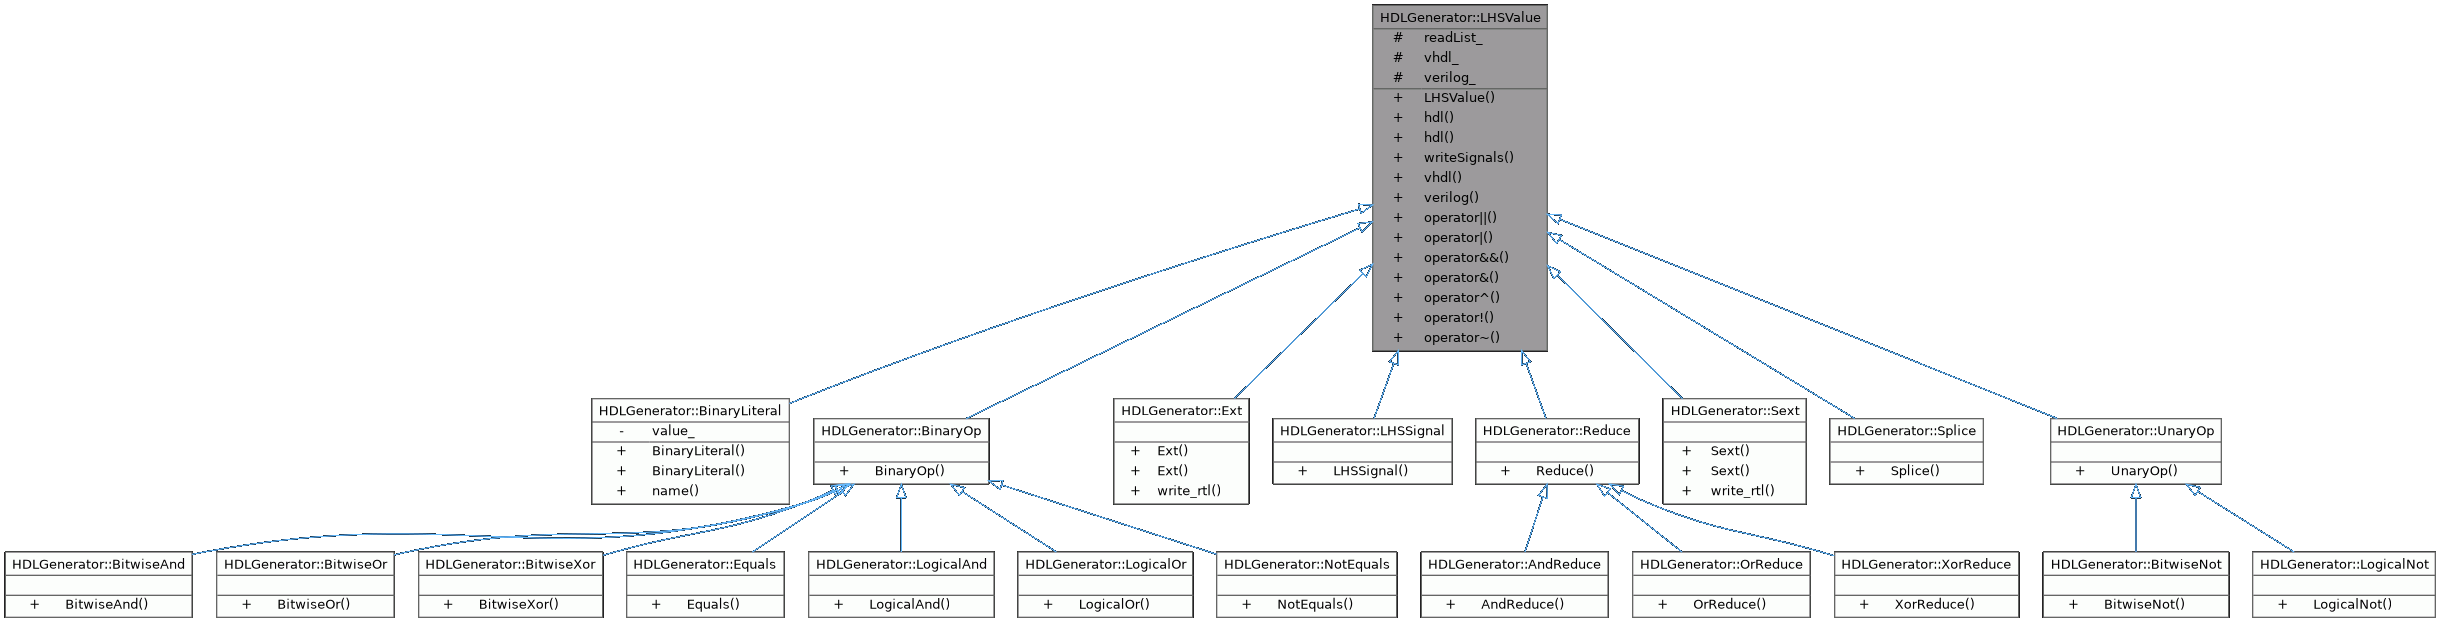 HDLGenerator::LHSValue
# readList_
# vhdl_
# verilog_
+ LHSValue()
+ hdl()
+ hdl()
+ writeSignals()
+ vhdl()
+ verilog()
+ operator||()
+ operator|()
+ operator&&()
+ operator&()
+ operator^()
+ operator!()
+ operator~()
HDLGenerator::BinaryLiteral
- value_
+ BinaryLiteral()
+ BinaryLiteral()
+ name()
HDLGenerator::BinaryOp
+ BinaryOp()
HDLGenerator::Ext
+ Ext()
+ Ext()
+ write_rtl()
HDLGenerator::LHSSignal
+ LHSSignal()
HDLGenerator::Reduce
+ Reduce()
HDLGenerator::Sext
+ Sext()
+ Sext()
+ write_rtl()
HDLGenerator::Splice
+ Splice()
HDLGenerator::UnaryOp
+ UnaryOp()
HDLGenerator::BitwiseAnd
+ BitwiseAnd()
HDLGenerator::BitwiseOr
+ BitwiseOr()
HDLGenerator::BitwiseXor
+ BitwiseXor()
HDLGenerator::Equals
+ Equals()
HDLGenerator::LogicalAnd
+ LogicalAnd()
HDLGenerator::LogicalOr
+ LogicalOr()
HDLGenerator::NotEquals
+ NotEquals()
HDLGenerator::AndReduce
+ AndReduce()
HDLGenerator::OrReduce
+ OrReduce()
HDLGenerator::XorReduce
+ XorReduce()
HDLGenerator::BitwiseNot
+ BitwiseNot()
HDLGenerator::LogicalNot
+ LogicalNot()